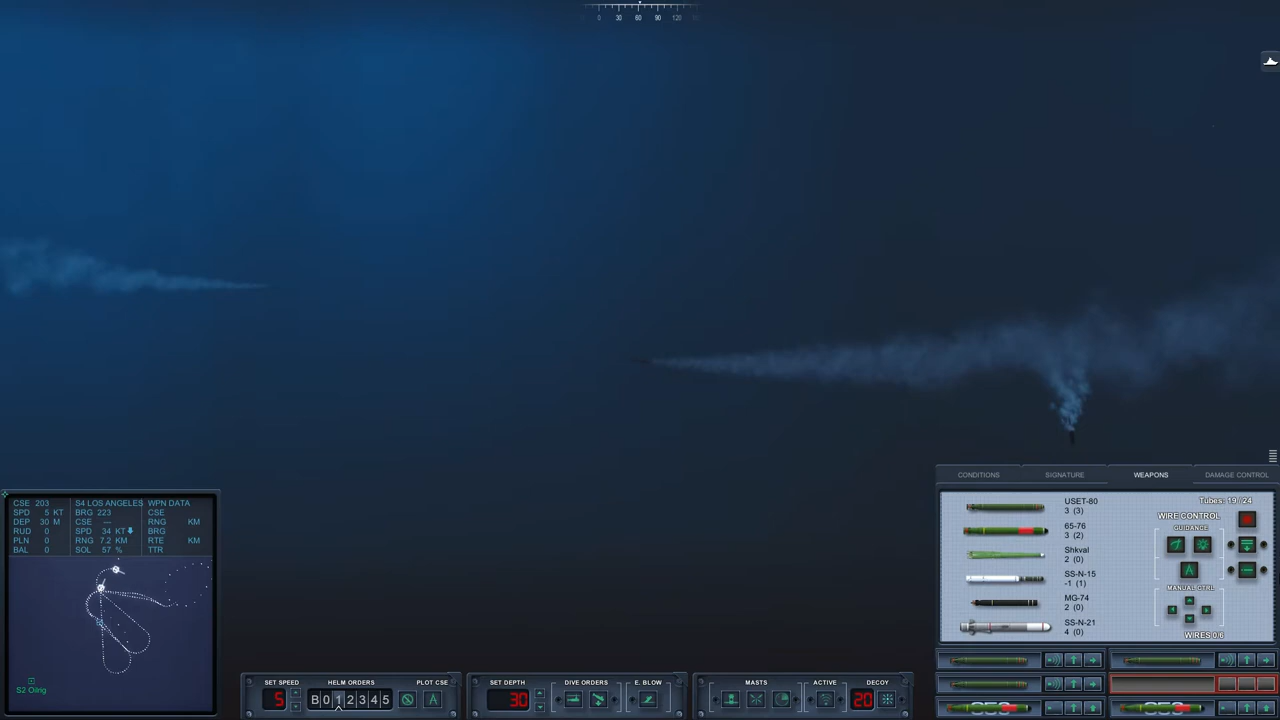 0 30 60 90 120
CSE 203
SPD 5 KT
DEP 30 M
RUD 0
PLN 0
BAL 0
S4 LOS ANGELES
BRG 223
CSE ---
SPD 34 KT
RNG 7.2 KM
SOL 57 %
WPN DATA
CSE
RNG KM
BRG
RTE KM
TTR
S2 Oilrig
SET SPEED
5
HELM ORDERS
B 0 1 2 3 4 5
PLOT CSE
A
SET DEPTH
30
DIVE ORDERS
E. BLOW
MASTS
ACTIVE
DECOY
20
CONDITIONS
SIGNATURE
WEAPONS
DAMAGE CONTROL
USET-80
3 (3)
65-76
3 (2)
Shkval
2 (0)
SS-N-15
-1 (1)
MG-74
2 (0)
SS-N-21
4 (0)
Tubes: 19//24
WIRE CONTROL
GUIDANCE
A
MANUAL CTRL
WIRES 0/6